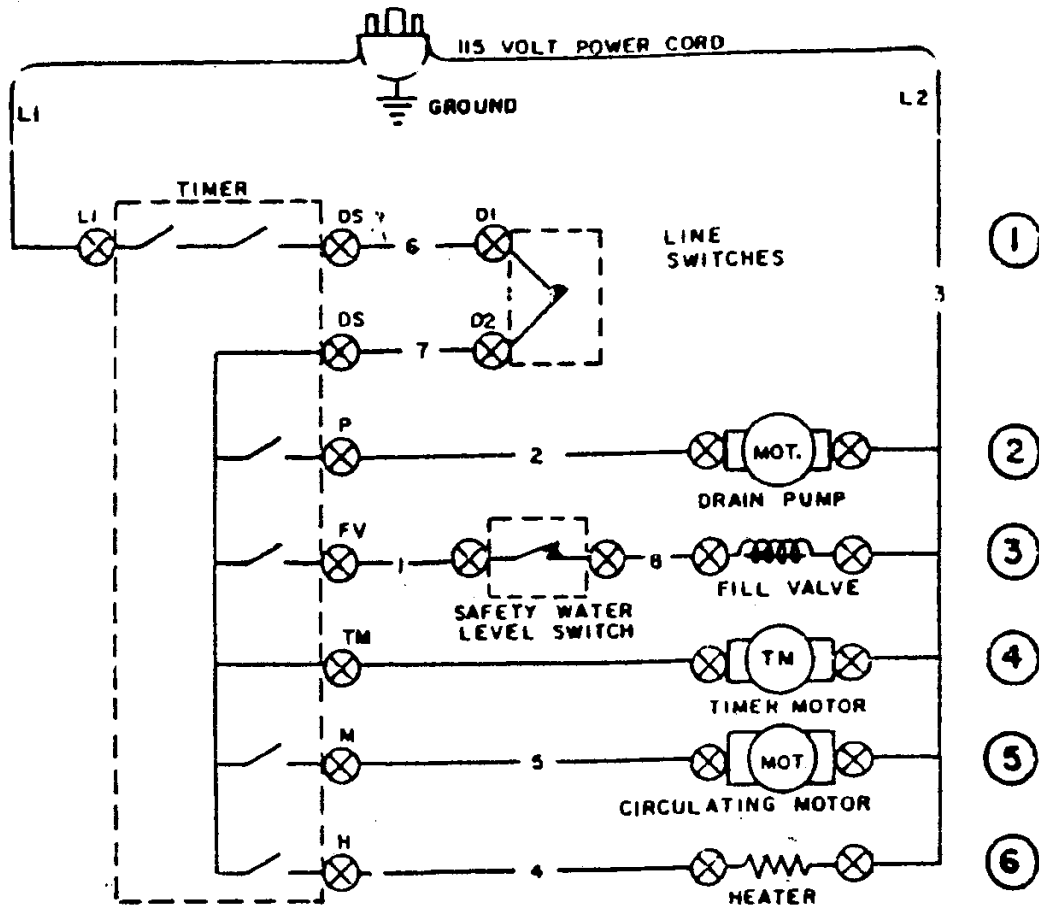 115 VOLT POWER CORD
GROUND
L1
L2
TIMER
L1
DS
6
D1
LINE
SWITCHES
1
3
DS
7
D2
P
2
MOT.
DRAIN PUMP
2
FV
1
8
FILL VALVE
3
SAFETY WATER
LEVEL SWITCH
TM
TM
TIMER MOTOR
4
M
5
MOT
CIRCULATING MOTOR
5
H
4
HEATER
6